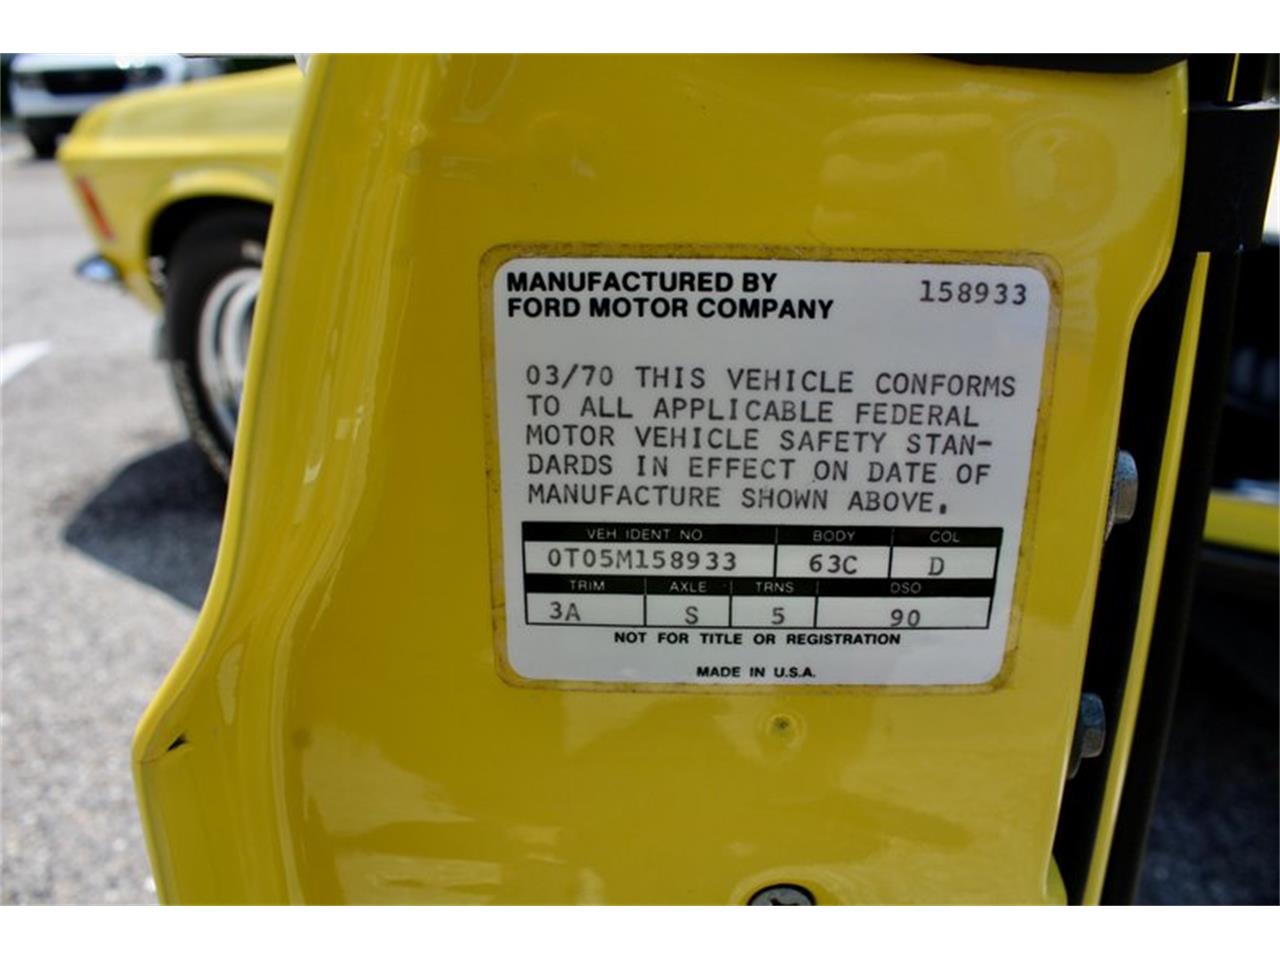 MANUFACTURED BY
FORD MOTOR COMPANY
158933
03/70 THIS VEHICLE CONFORMS
TO ALL APPLICABLE FEDERAL
MOTOR VEHICLE SAFETY STAN-
DARDS IN EFFECT ON DATE OF
MANUFACTURE SHOWN ABOVE.
VEH. IDENT. NO. BODY COL
0T05M158933 63C D
TRIM AXLE TRNS DSO
3A S 5 90
NOT FOR TITLE OR REGISTRATION
MADE IN U.S.A.